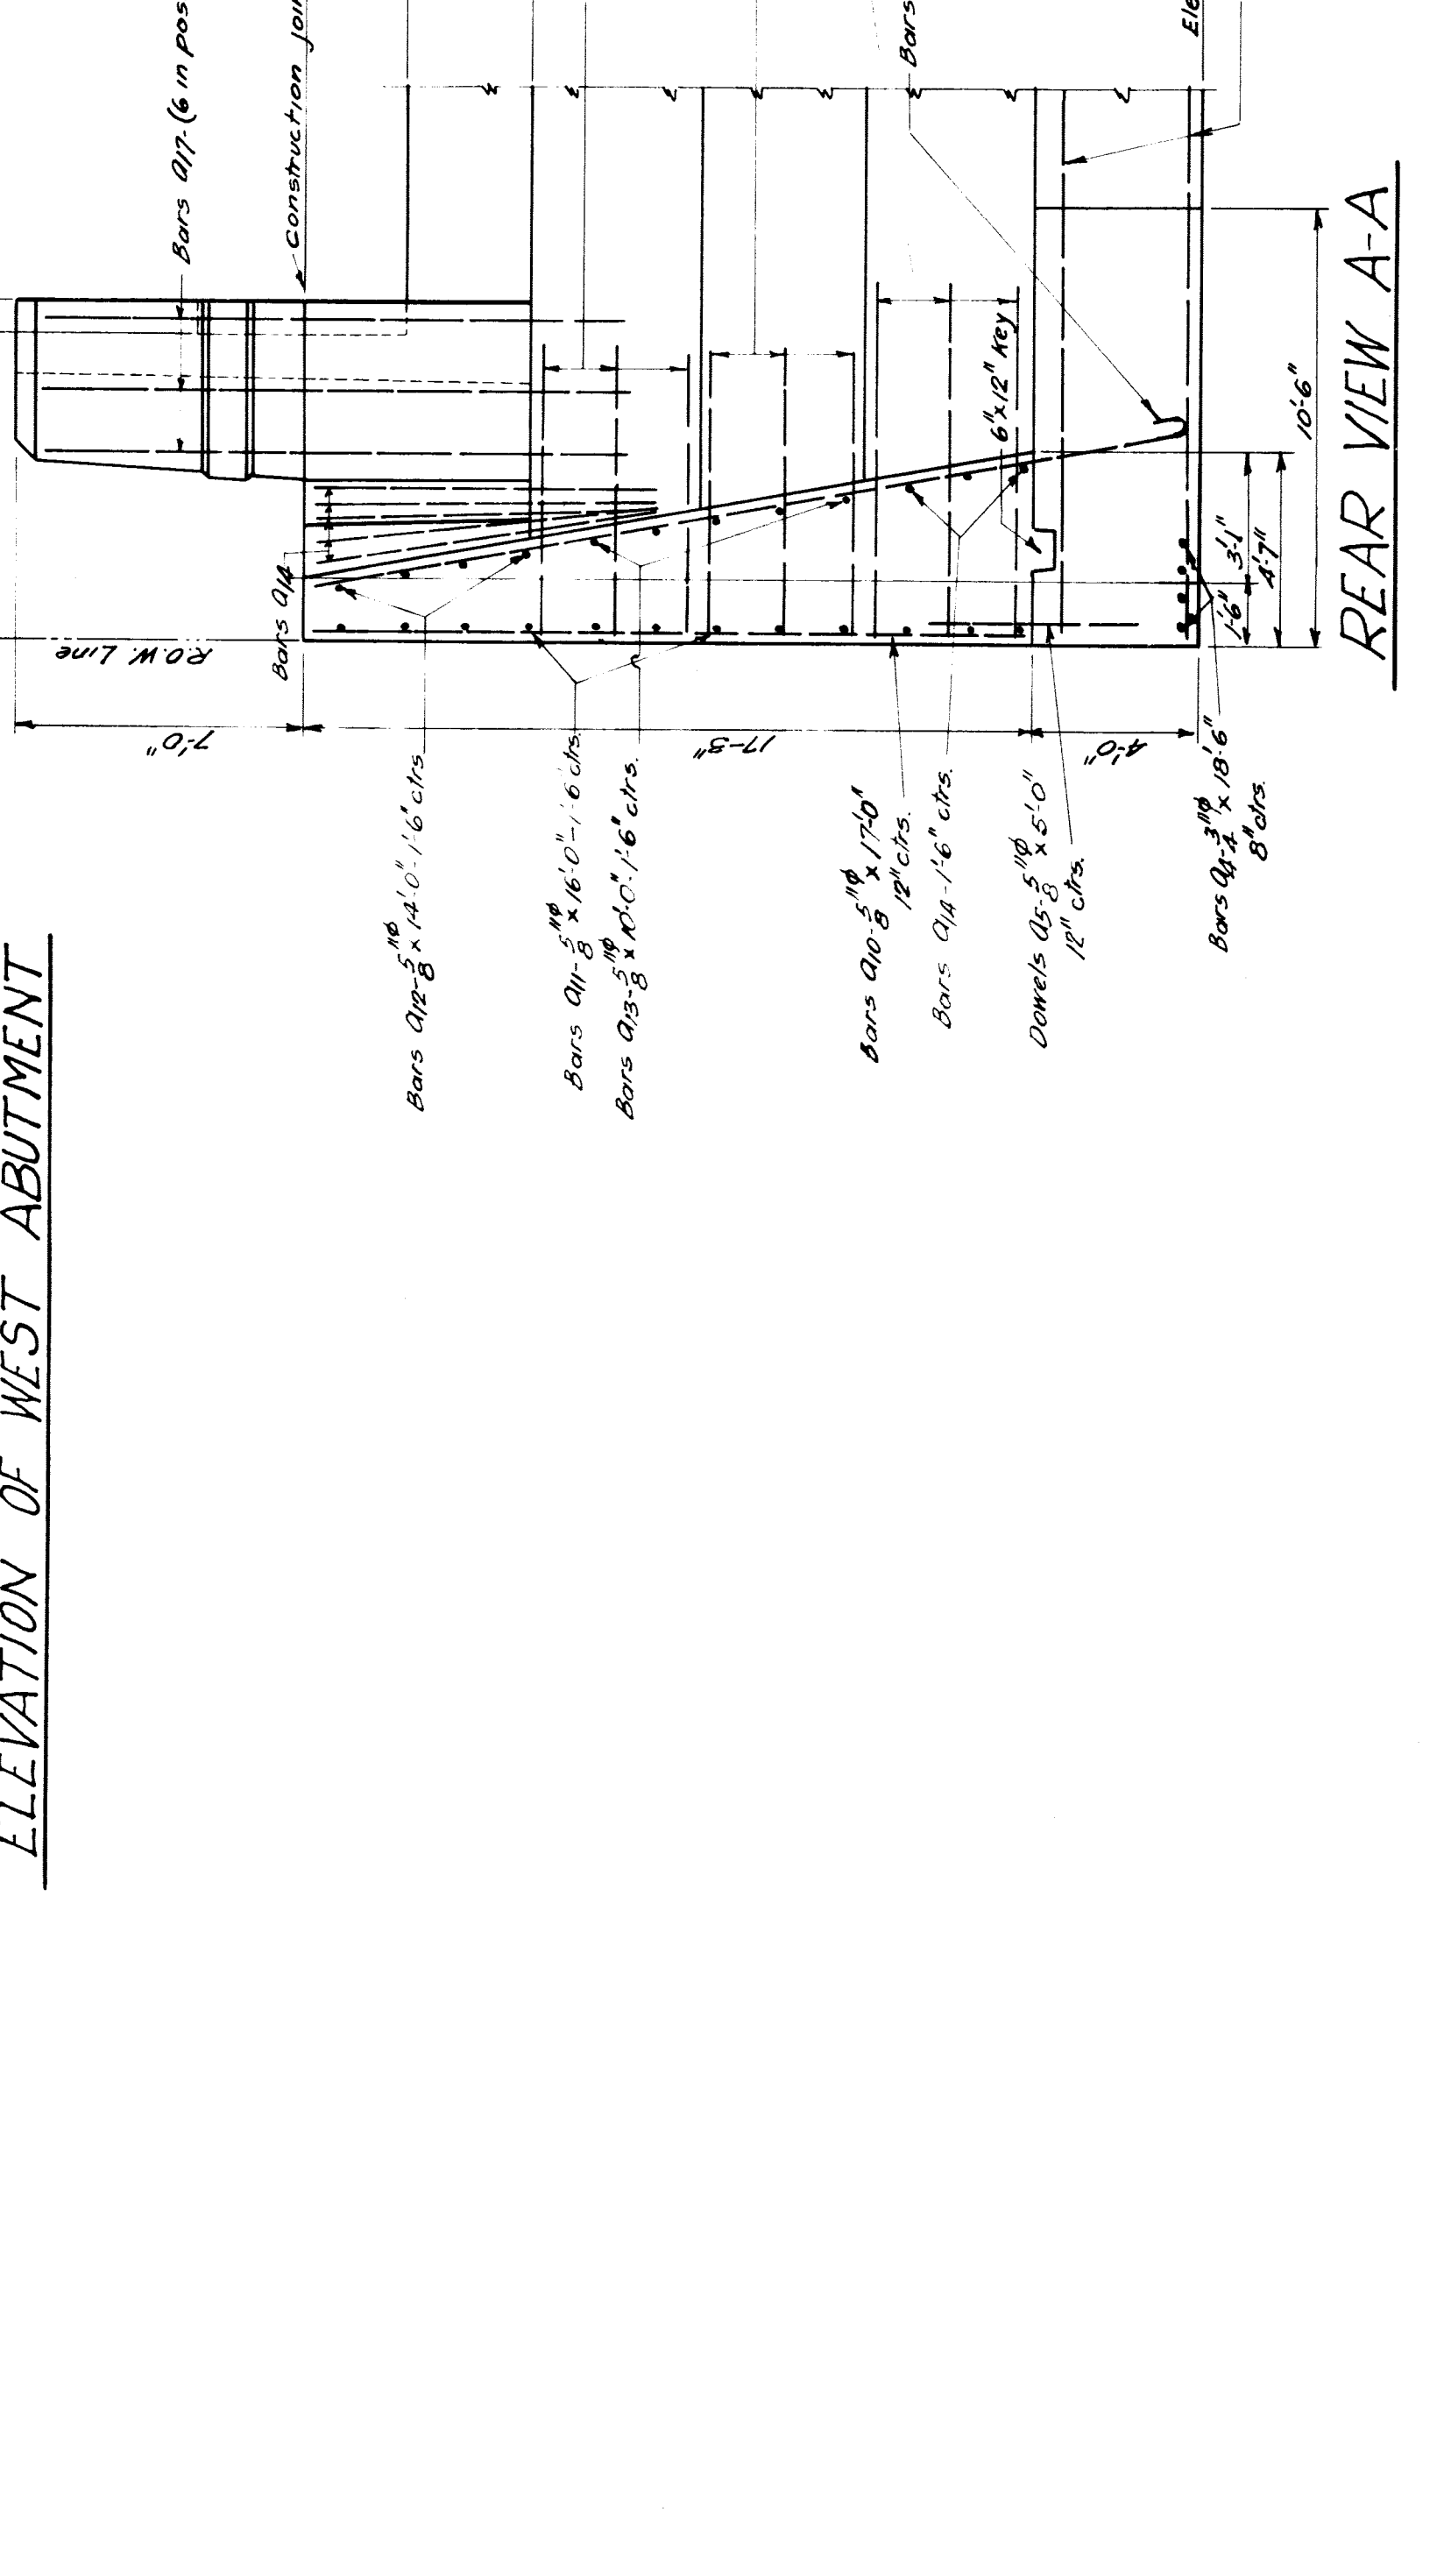 ELEVATION OF WEST ABUTMENT
Bars a17-(6 in pos
Construction
R.O.W. Line
Bars a14
7'-0"
17'-3"
4'-0"
Bars a12-5/8"ϕ x 14'-0"-1'-6" ctrs.
Bars a11-5/8"ϕ x 16'-0"-1'-6 ctrs.
Bars a13-5/8"ϕ x 10'-0"-1'-6" ctrs.
Bars a10-5/8"ϕ x 17'-0"
12" ctrs.
Bars a14-1'-6" ctrs.
Dowels a5-5/8"ϕ x 5'-0"
12" ctrs.
Bars a4-3/4"ϕ x 18'-6"
8" ctrs.
6"x12" Key
Bars
Ele
1'-6"
3'-1"
4'-7"
10'-6"
REAR VIEW A-A